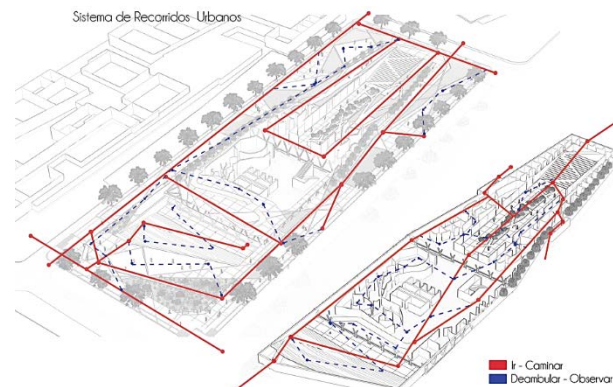 Sistema de Recorridos Urbanos
Ir - Caminar
Deambular - Observar